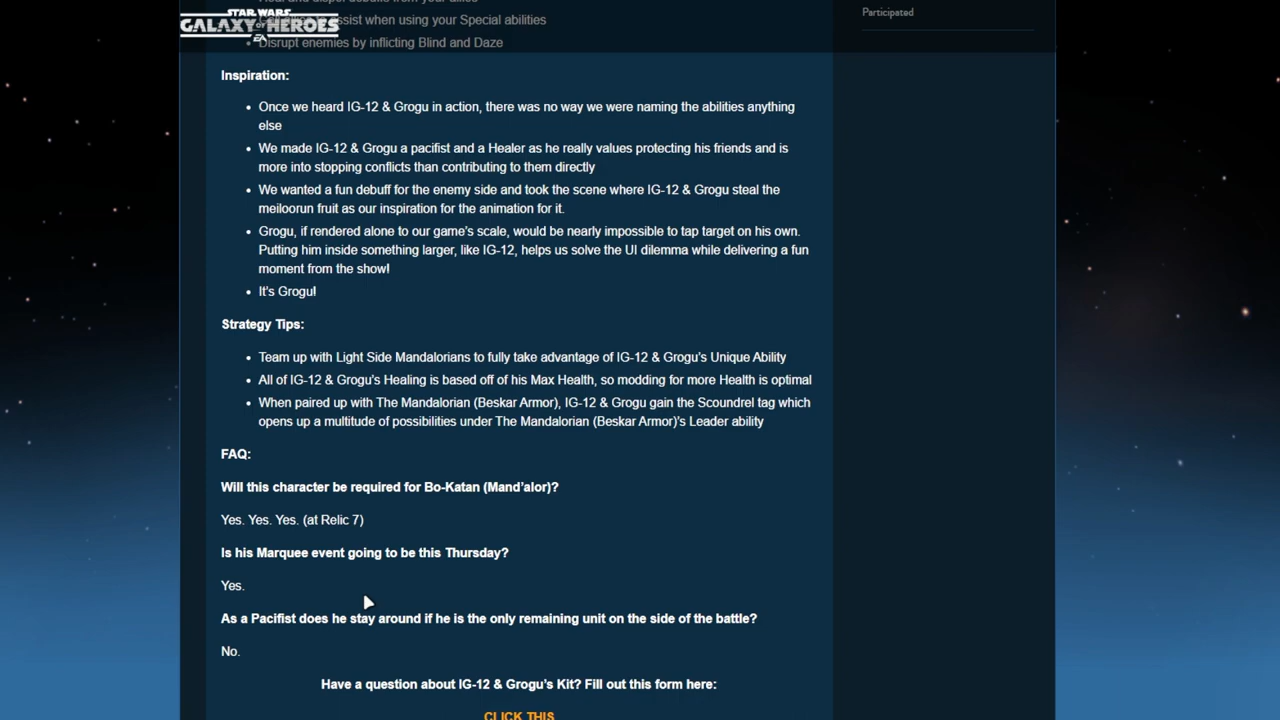 Participated
STAR WARS
GALAXY OF HEROES
EA
assist when using your Special abilities
Disrupt enemies by inflicting Blind and Daze
Inspiration:
• Once we heard IG-12 & Grogu in action, there was no way we were naming the abilities anything
else
• We made IG-12 & Grogu a pacifist and a Healer as he really values protecting his friends and is
more into stopping conflicts than contributing to them directly
• We wanted a fun debuff for the enemy side and took the scene where IG-12 & Grogu steal the
meiloorun fruit as our inspiration for the animation for it.
• Grogu, if rendered alone to our game's scale, would be nearly impossible to tap target on his own.
Putting him inside something larger, like IG-12, helps us solve the UI dilemma while delivering a fun
moment from the show!
• It's Grogu!
Strategy Tips:
• Team up with Light Side Mandalorians to fully take advantage of IG-12 & Grogu's Unique Ability
• All of IG-12 & Grogu's Healing is based off of his Max Health, so modding for more Health is optimal
• When paired up with The Mandalorian (Beskar Armor), IG-12 & Grogu gain the Scoundrel tag which
opens up a multitude of possibilities under The Mandalorian (Beskar Armor)'s Leader ability
FAQ:
Will this character be required for Bo-Katan (Mand'alor)?
Yes. Yes. Yes. (at Relic 7)
Is his Marquee event going to be this Thursday?
Yes.
As a Pacifist does he stay around if he is the only remaining unit on the side of the battle?
No.
Have a question about IG-12 & Grogu's Kit? Fill out this form here:
CLICK THIS